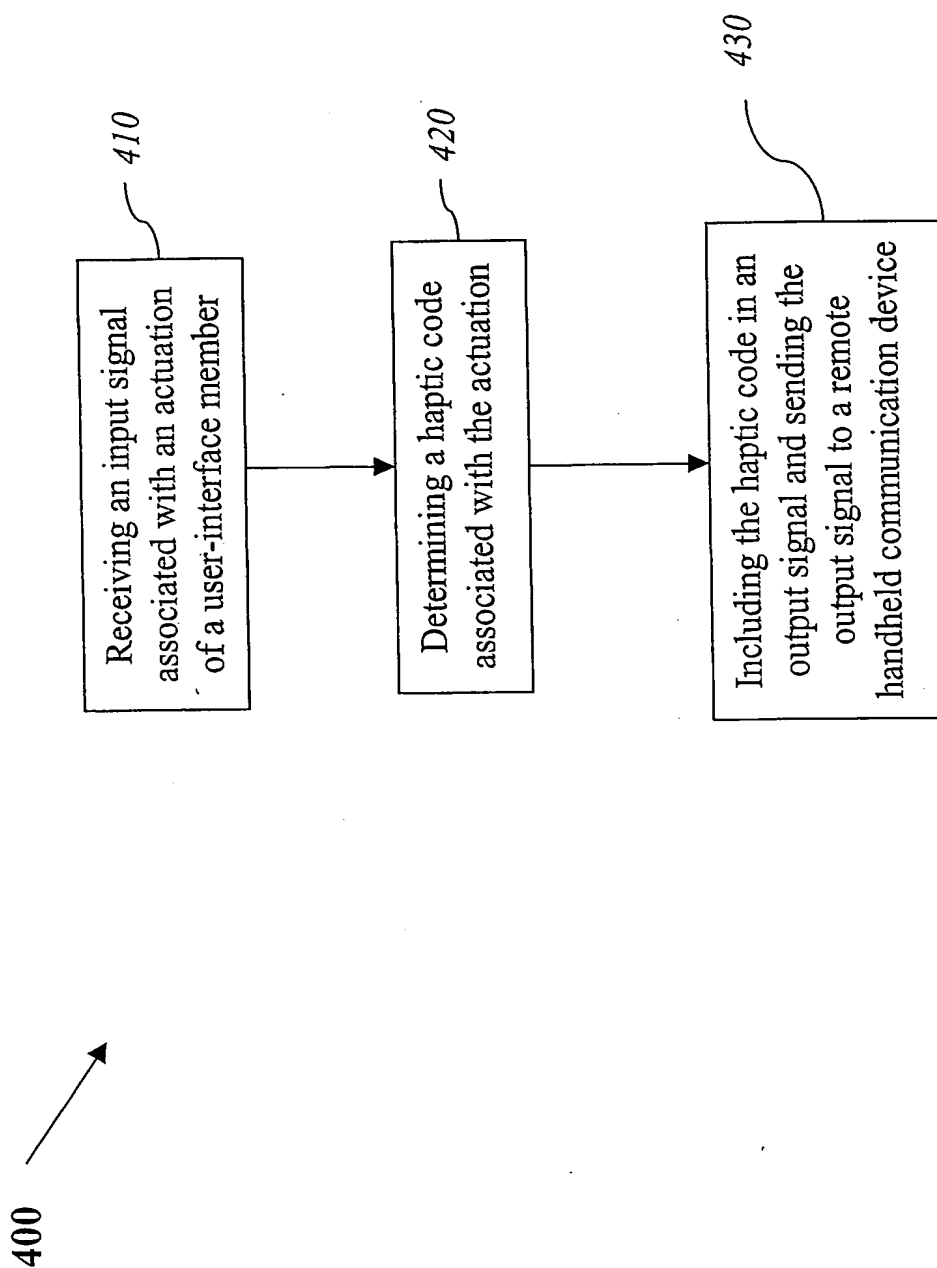 400
Receiving an input signal
associated with an actuation
of a user-interface member
410
Determining a haptic code
associated with the actuation
420
Including the haptic code in an
output signal and sending the
output signal to a remote
handheld communication device
430